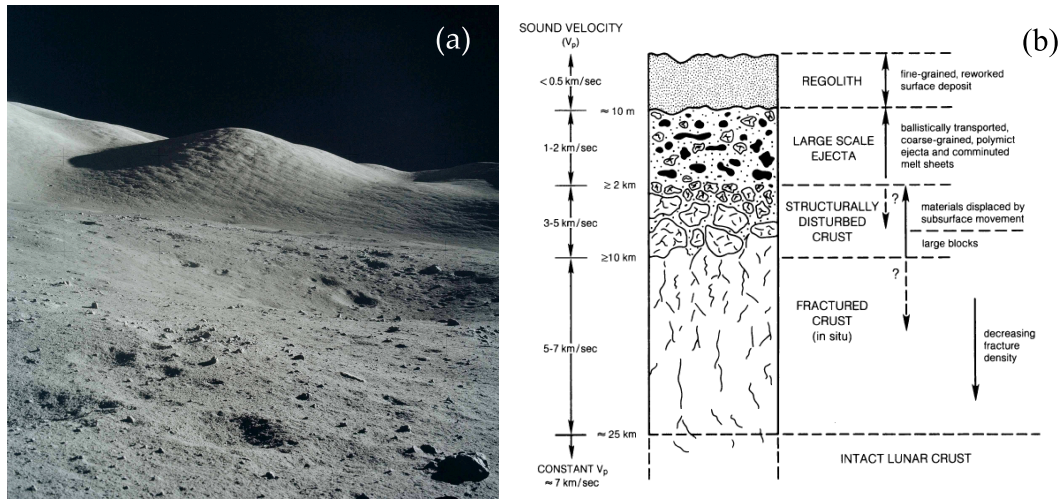 (a)
(b)
SOUND VELOCITY
(Vp)
<0.5 km/sec
≈10 m
1-2 km/sec
≥ 2 km
3-5 km/sec
≥10 km
5-7 km/sec
≈ 25 km
CONSTANT Vp
≈ 7 km/sec
REGOLITH
fine-grained, reworked
surface deposit
LARGE SCALE
EJECTA
ballistically transported,
coarse-grained, polymict
ejecta and comminuted
melt sheets
STRUCTURALLY
DISTURBED
CRUST
?
materials displaced by
subsurface movement
large blocks
?
FRACTURED
CRUST
(in situ)
decreasing
fracture
density
INTACT LUNAR CRUST